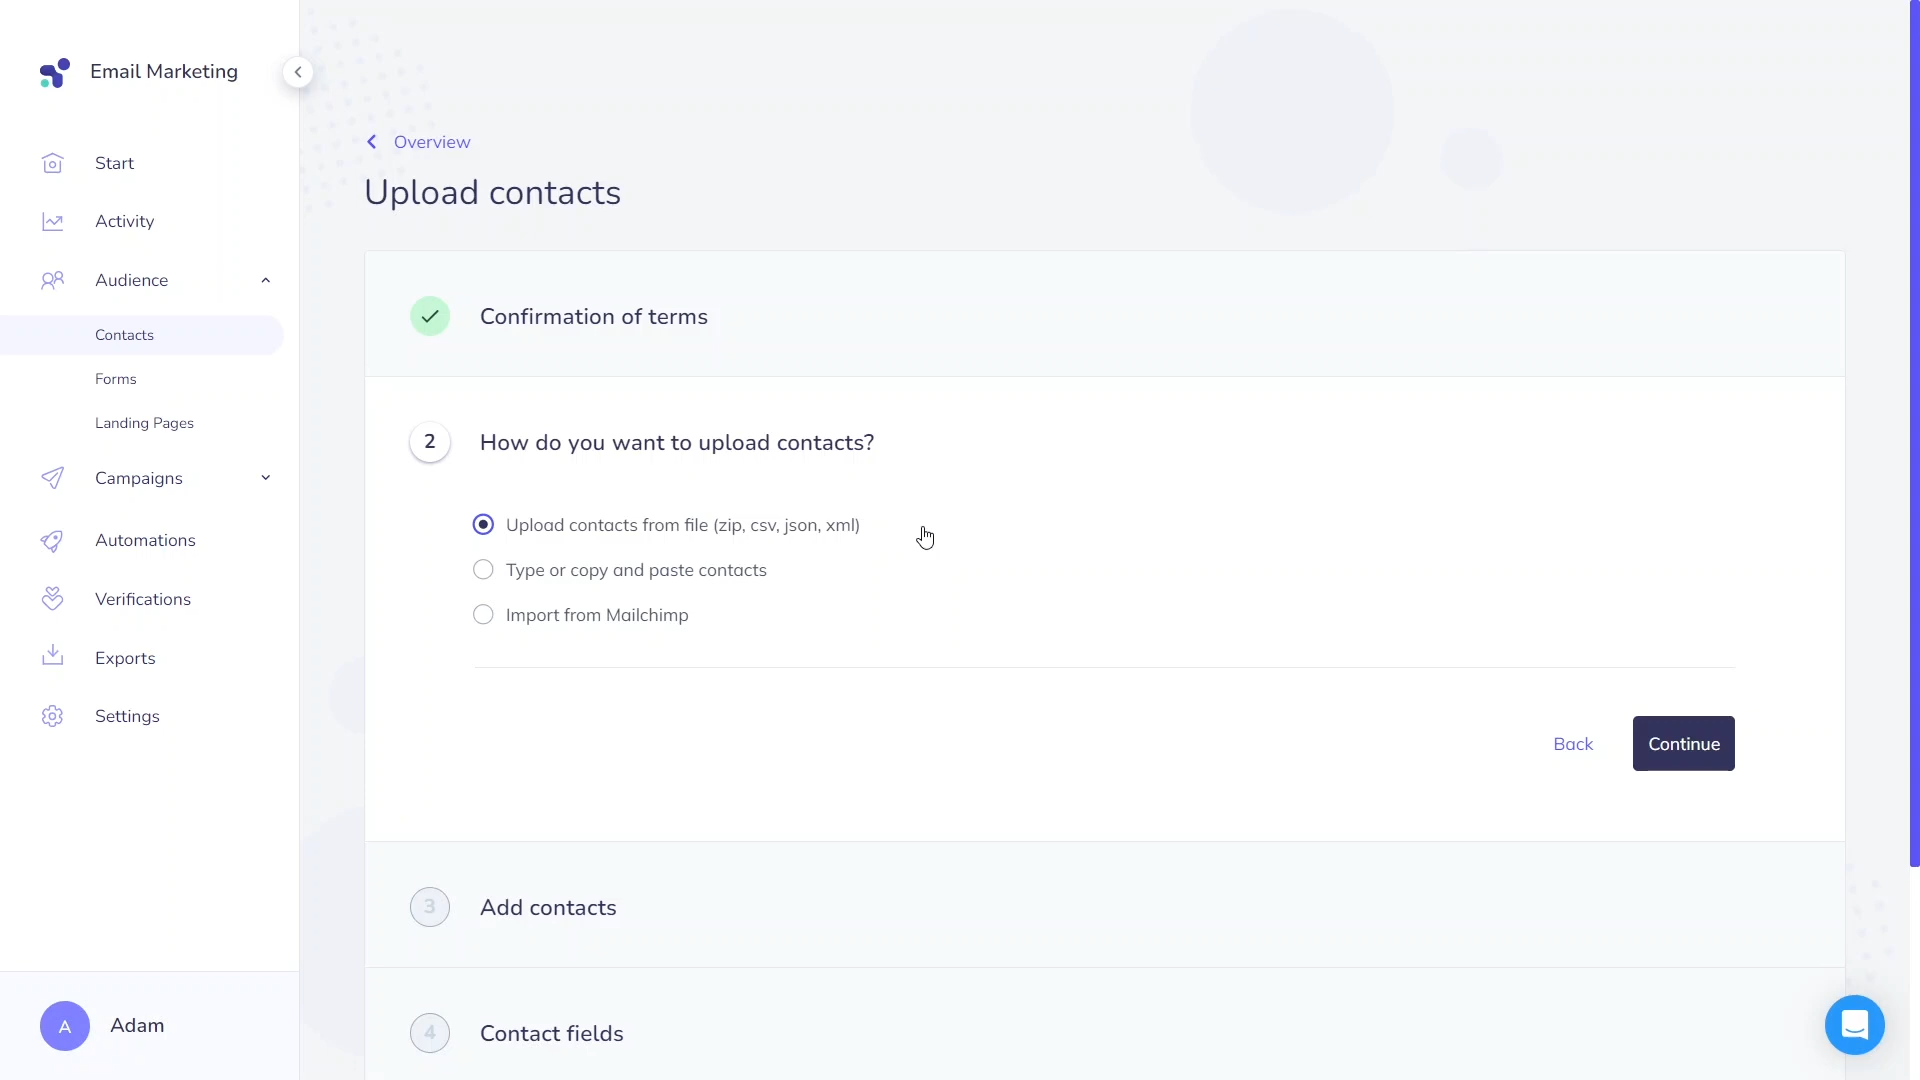 Email Marketing
Start
Activity
Audience
Contacts
Forms
Landing Pages
Campaigns
Automations
Verifications
Exports
Settings
A
Adam
Overview
Upload contacts
Confirmation of terms
2
How do you want to upload contacts?
Upload contacts from file (zip, csv, json, xml)
Type or copy and paste contacts
Import from Mailchimp
Back
Continue
3
Add contacts
4
Contact fields